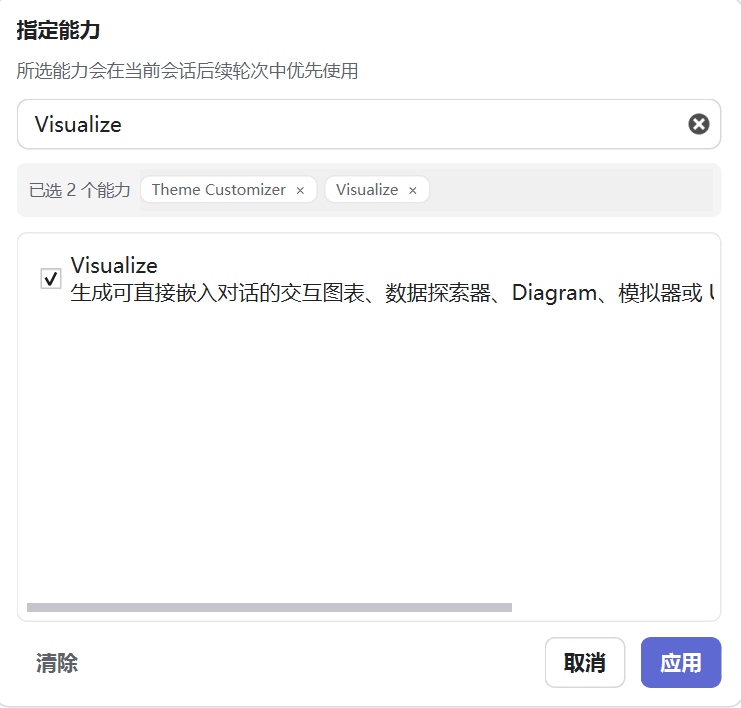 指定能力
所选能力会在当前会话后续轮次中优先使用
Visualize
已选 2 个能力 Theme Customizer × Visualize ×
Visualize
生成可直接嵌入对话的交互图表、数据探索器、Diagram、模拟器或
清除 取消 应用